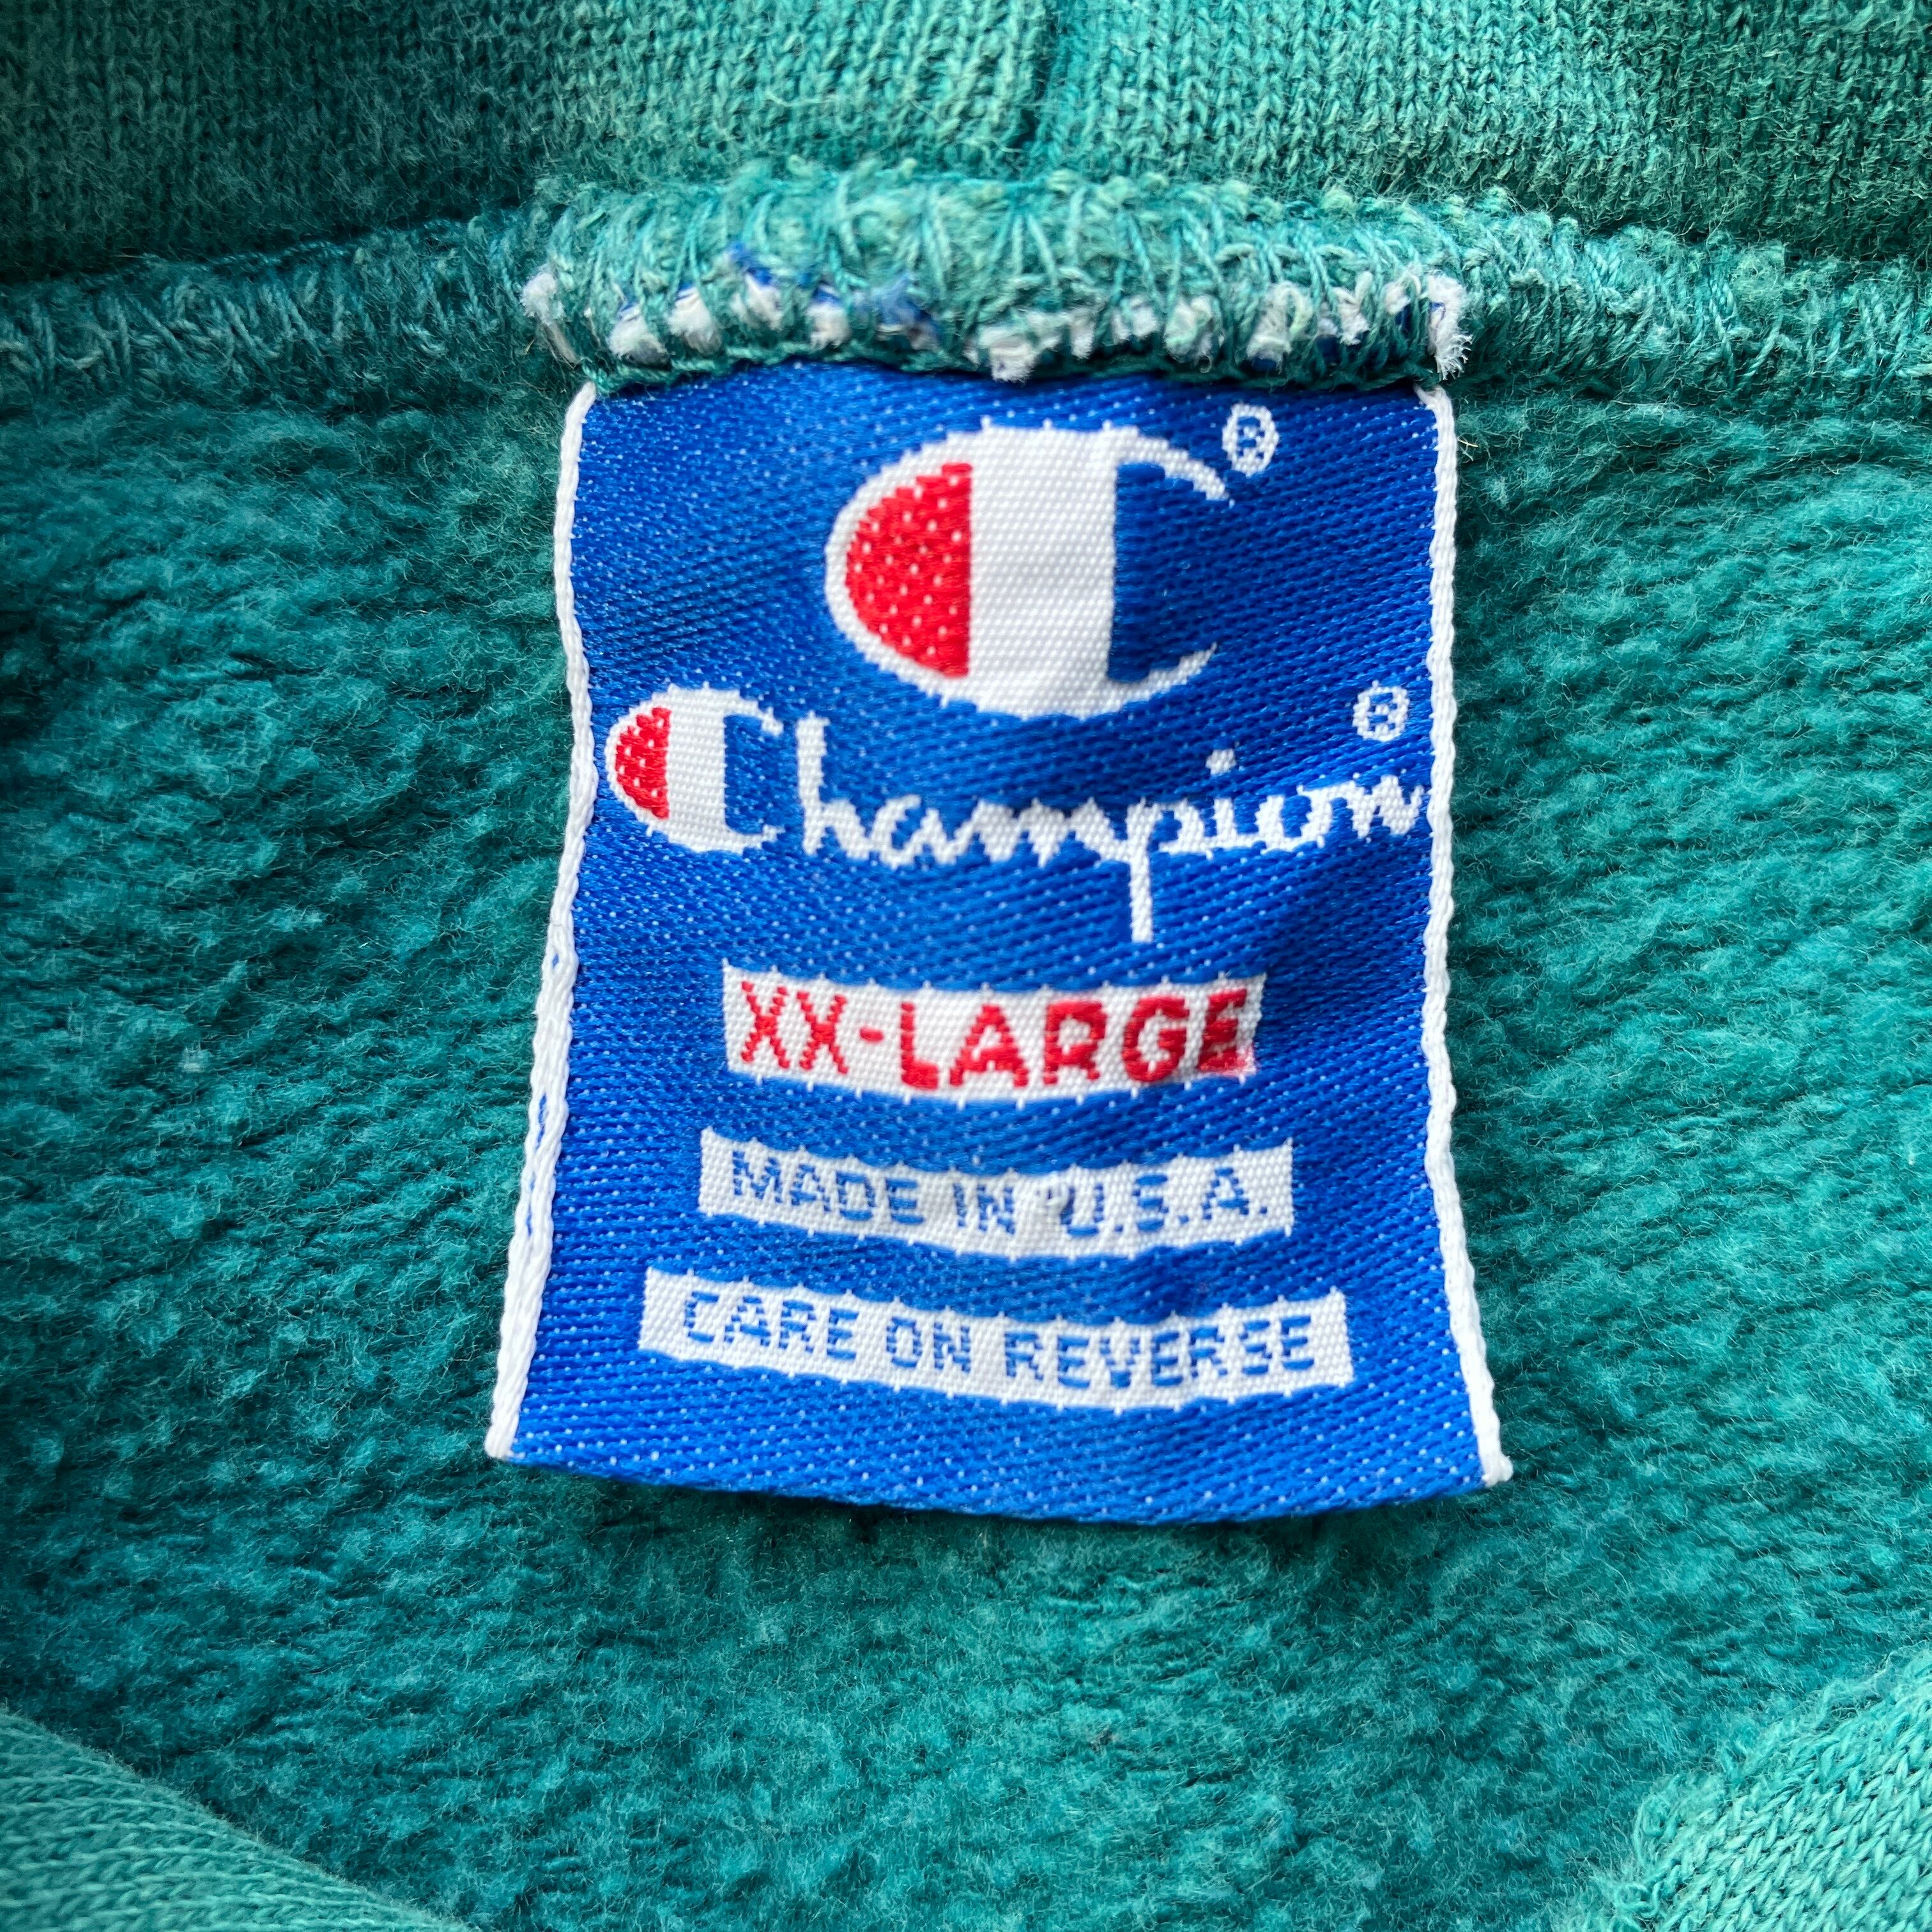 ®
Champion®
XX-LARGE
MADE IN U.S.A.
CARE ON REVERSE